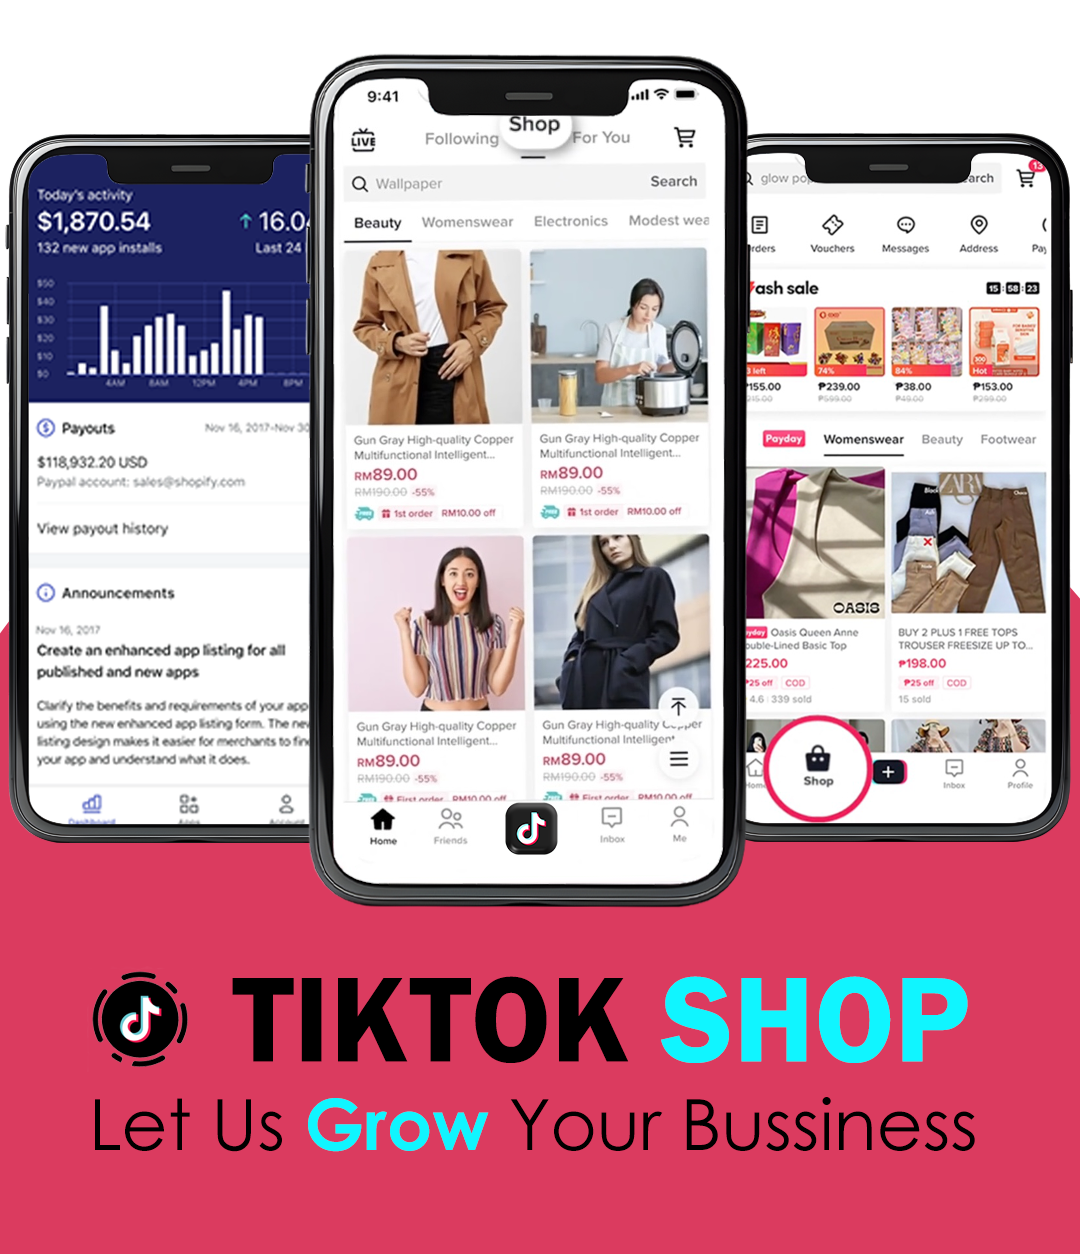 Today's activity
$1,870.54
16.04
132 new app installs
Last 24
$50
$40
$30
$20
$10
$0
4AM 8AM 12PM 4PM 8PM
Payouts
Nov 16, 2017-Nov 30
$118,932.20 USD
Paypal account: sales@shopify.com
View payout history
Announcements
Nov 16, 2017
Create an enhanced app listing for all
published and new apps
Clarify the benefits and requirements of your app
using the new enhanced app listing form. The new
listing design makes it easier for merchants to find
your app and understand what it does.
Dashboard Apps Account
9:41
LIVE Following Shop For You
Wallpaper Search
Beauty Womenswear Electronics Modest wea
Gun Gray High-quality Copper
Multifunctional Intelligent...
RM89.00
RM190.00 -55%
FREE 1st order RM10.00 off
Gun Gray High-quality Copper
Multifunctional Intelligent...
RM89.00
RM190.00 -55%
FREE 1st order RM10.00 off
Gun Gray High-quality Copper
Multifunctional Intelligent...
RM89.00
RM190.00 -55%
First order RM10.00 off
Gun Gray High-quality Copper
Multifunctional Intelligent
RM89.00
RM190.00 -55%
First order RM10.00 off
Home Friends Inbox Me
glow pop earch
13
rders Vouchers Messages Address Pay
ash sale 15:58:23
3 left 74% 84% Hot
₱155.00 ₱239.00 ₱38.00 ₱153.00
₱599.00 ₱49.00 ₱299.00
Payday Womenswear Beauty Footwear
OASIS
yday Oasis Queen Anne
ouble-Lined Basic Top
225.00
₱25 off COD
4.6 339 sold
ZARA
Black
Ash
Choco
BUY 2 PLUS 1 FREE TOPS
TROUSER FREESIZE UP TO...
₱198.00
₱25 off COD
15 sold
Home Shop Inbox Profile
TIKTOK SHOP
Let Us Grow Your Bussiness